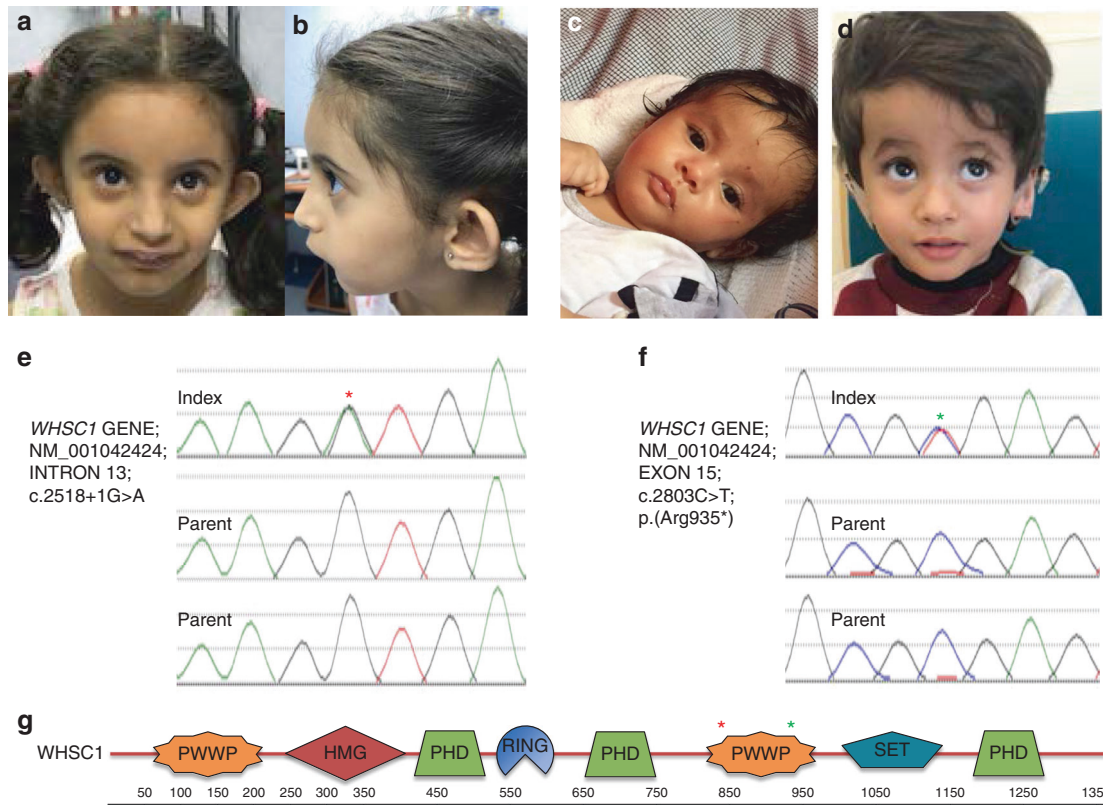 a
b
c
d
e
WHSC1 GENE;
NM_001042424;
INTRON 13;
c.2518+1G>A
Index
*
Parent
Parent
f
WHSC1 GENE;
NM_001042424;
EXON 15;
c.2803C>T;
p.(Arg935*)
Index
*
Parent
Parent
g
* *
WHSC1 PWWP HMG PHD RING PHD PWWP SET PHD
50 100 150 200 250 300 350 450 550 650 750 850 950 1050 1150 1250 135